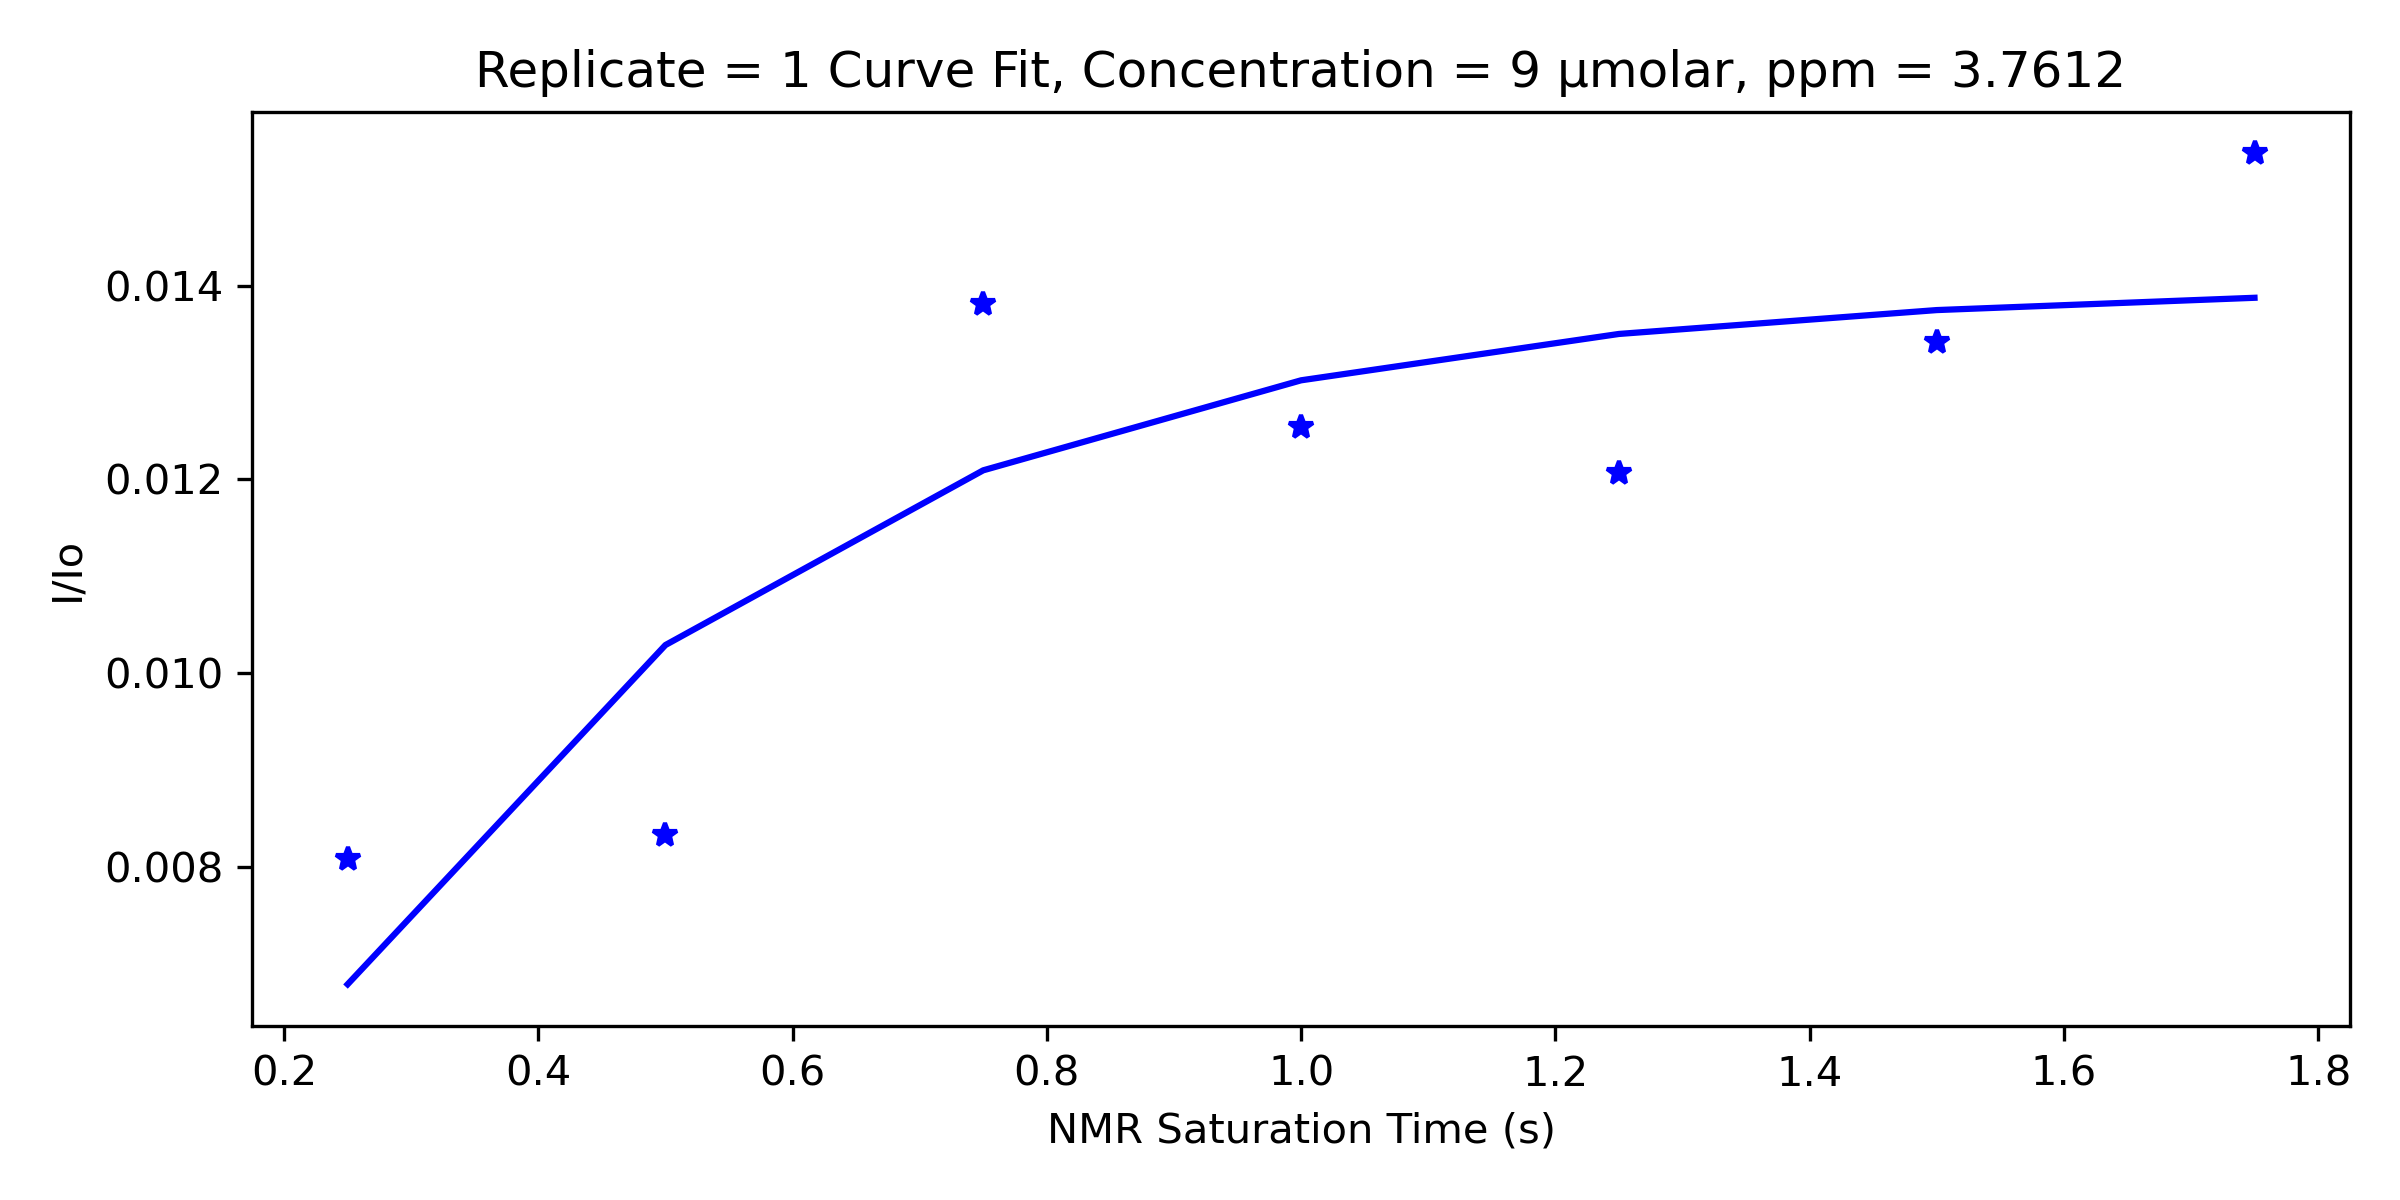 Replicate = 1 Curve Fit, Concentration = 9 µmolar, ppm = 3.7612
0.014
0.012
0.010
0.008
I/Io
0.2 0.4 0.6 0.8 1.0 1.2 1.4 1.6 1.8
NMR Saturation Time (s)